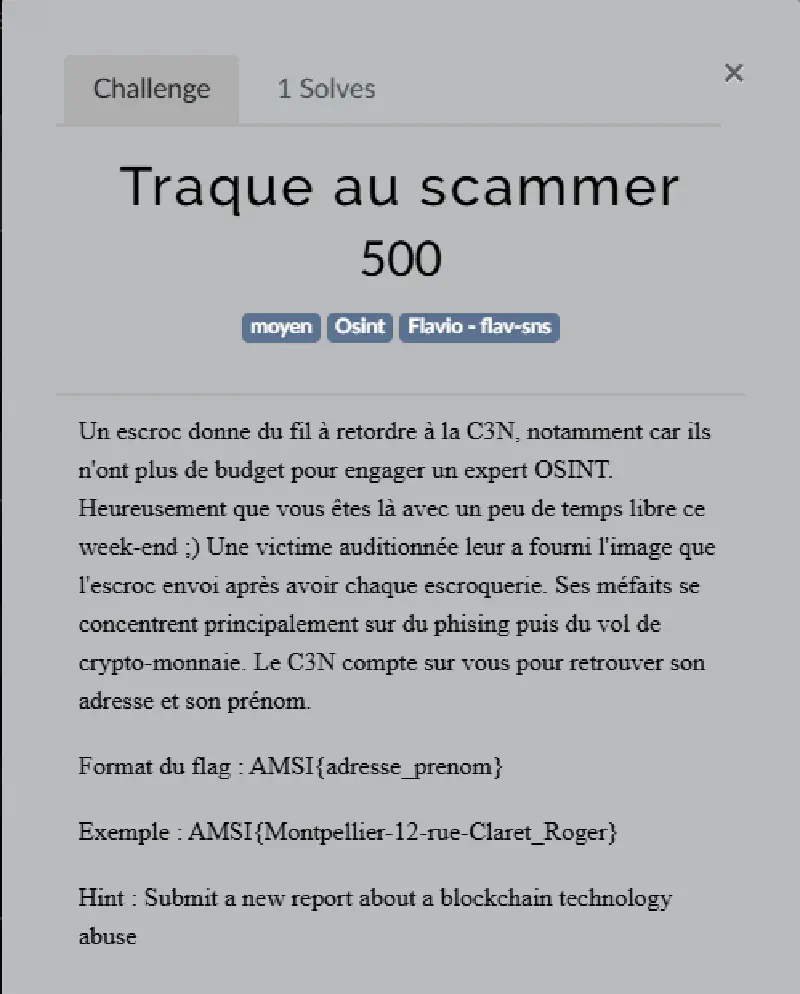 Challenge
1 Solves
×
Traque au scammer
500
moyen Osint Flavio - flav-sns
Un escroc donne du fil à retordre à la C3N, notamment car ils
n'ont plus de budget pour engager un expert OSINT.
Heureusement que vous êtes là avec un peu de temps libre ce
week-end ;) Une victime auditionnée leur a fourni l'image que
l'escroc envoi après avoir chaque escroquerie. Ses méfaits se
concentrent principalement sur du phising puis du vol de
crypto-monnaie. Le C3N compte sur vous pour retrouver son
adresse et son prénom.
Format du flag : AMSI{adresse_prenom}
Exemple : AMSI{Montpellier-12-rue-Claret_Roger}
Hint : Submit a new report about a blockchain technology
abuse